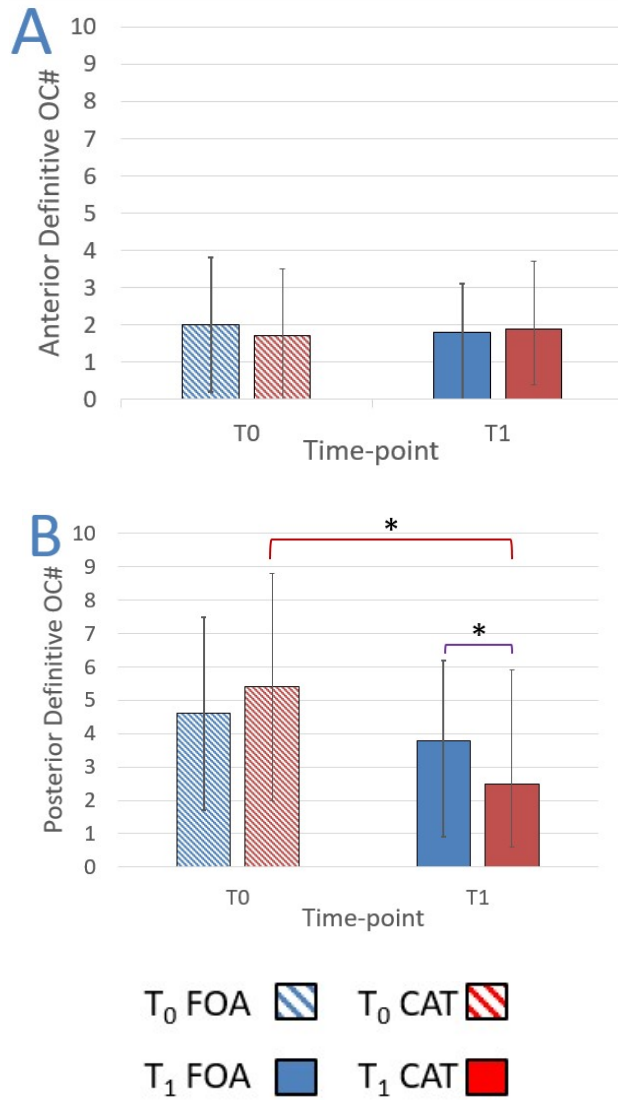 A
Anterior Definitive OC#
10
9
8
7
6
5
4
3
2
1
0
T0 T1
Time-point
B
Posterior Definitive OC#
10
9
8
7
6
5
4
3
2
1
0
*
*
T0 T1
Time-point
T₀ FOA T₀ CAT
T₁ FOA T₁ CAT